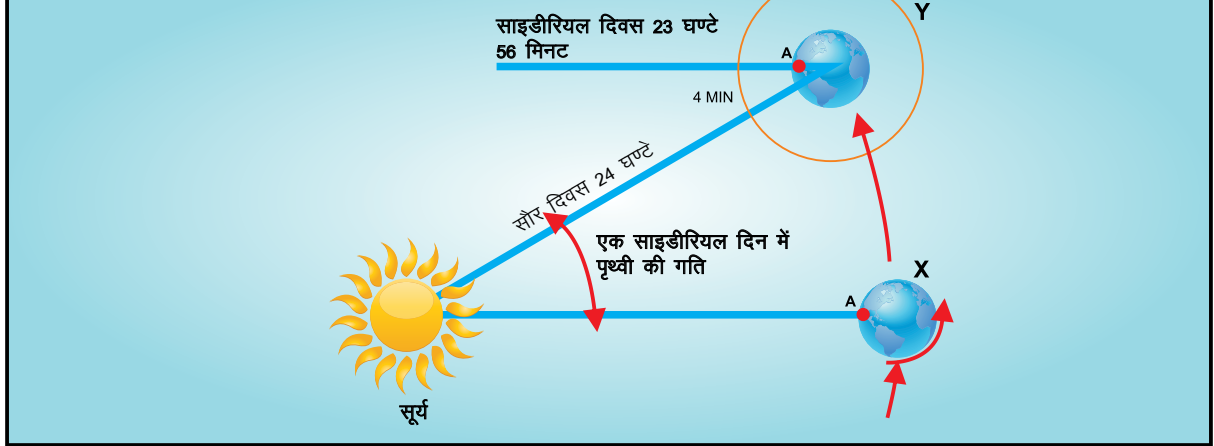 साइडीरियल दिवस 23 घण्टे
56 मिनट
Y
A
4 MIN
सौर दिवस 24 घण्टे
एक साइडीरियल दिन में
पृथ्वी की गति
X
A
सूर्य